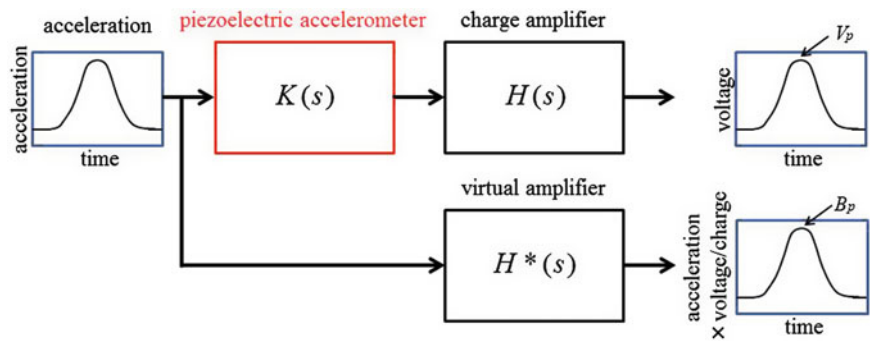 acceleration
piezoelectric accelerometer
charge amplifier
acceleration
time
K(s)
H(s)
voltage
V_p
time
virtual amplifier
H*(s)
acceleration
× voltage/charge
B_p
time